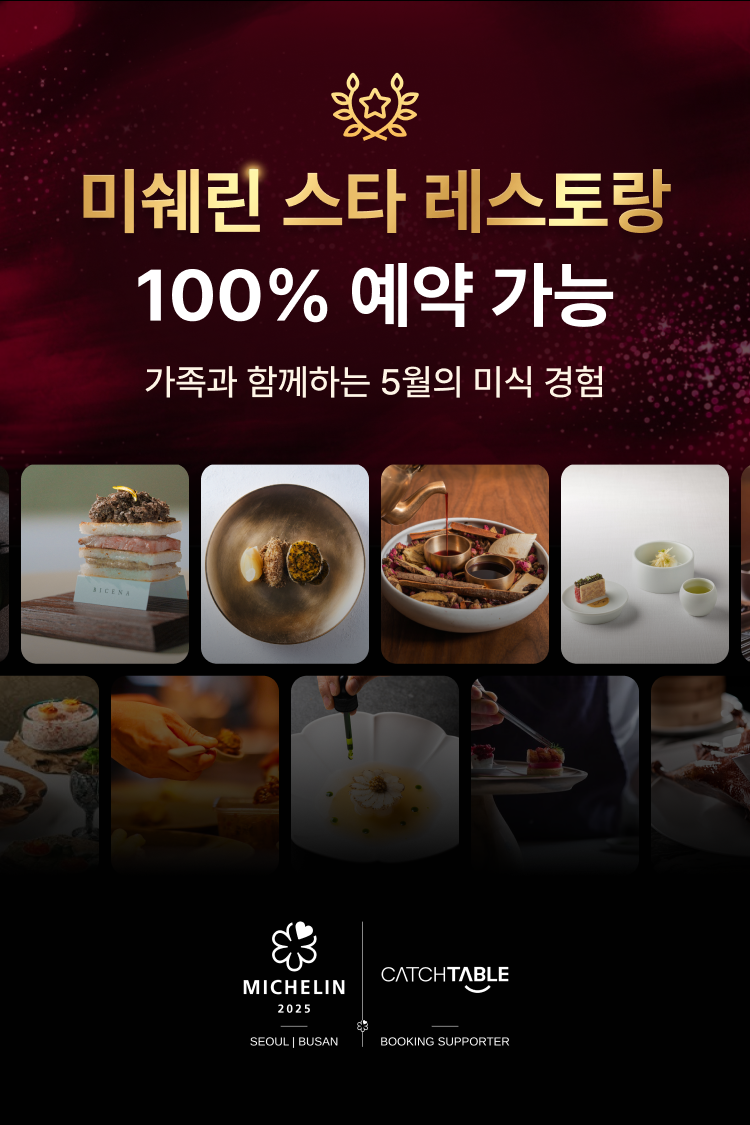 미쉐린 스타 레스토랑
100% 예약 가능
가족과 함께하는 5월의 미식 경험
BICENA
MICHELIN
2025
SEOUL | BUSAN
CATCHTABLE
BOOKING SUPPORTER